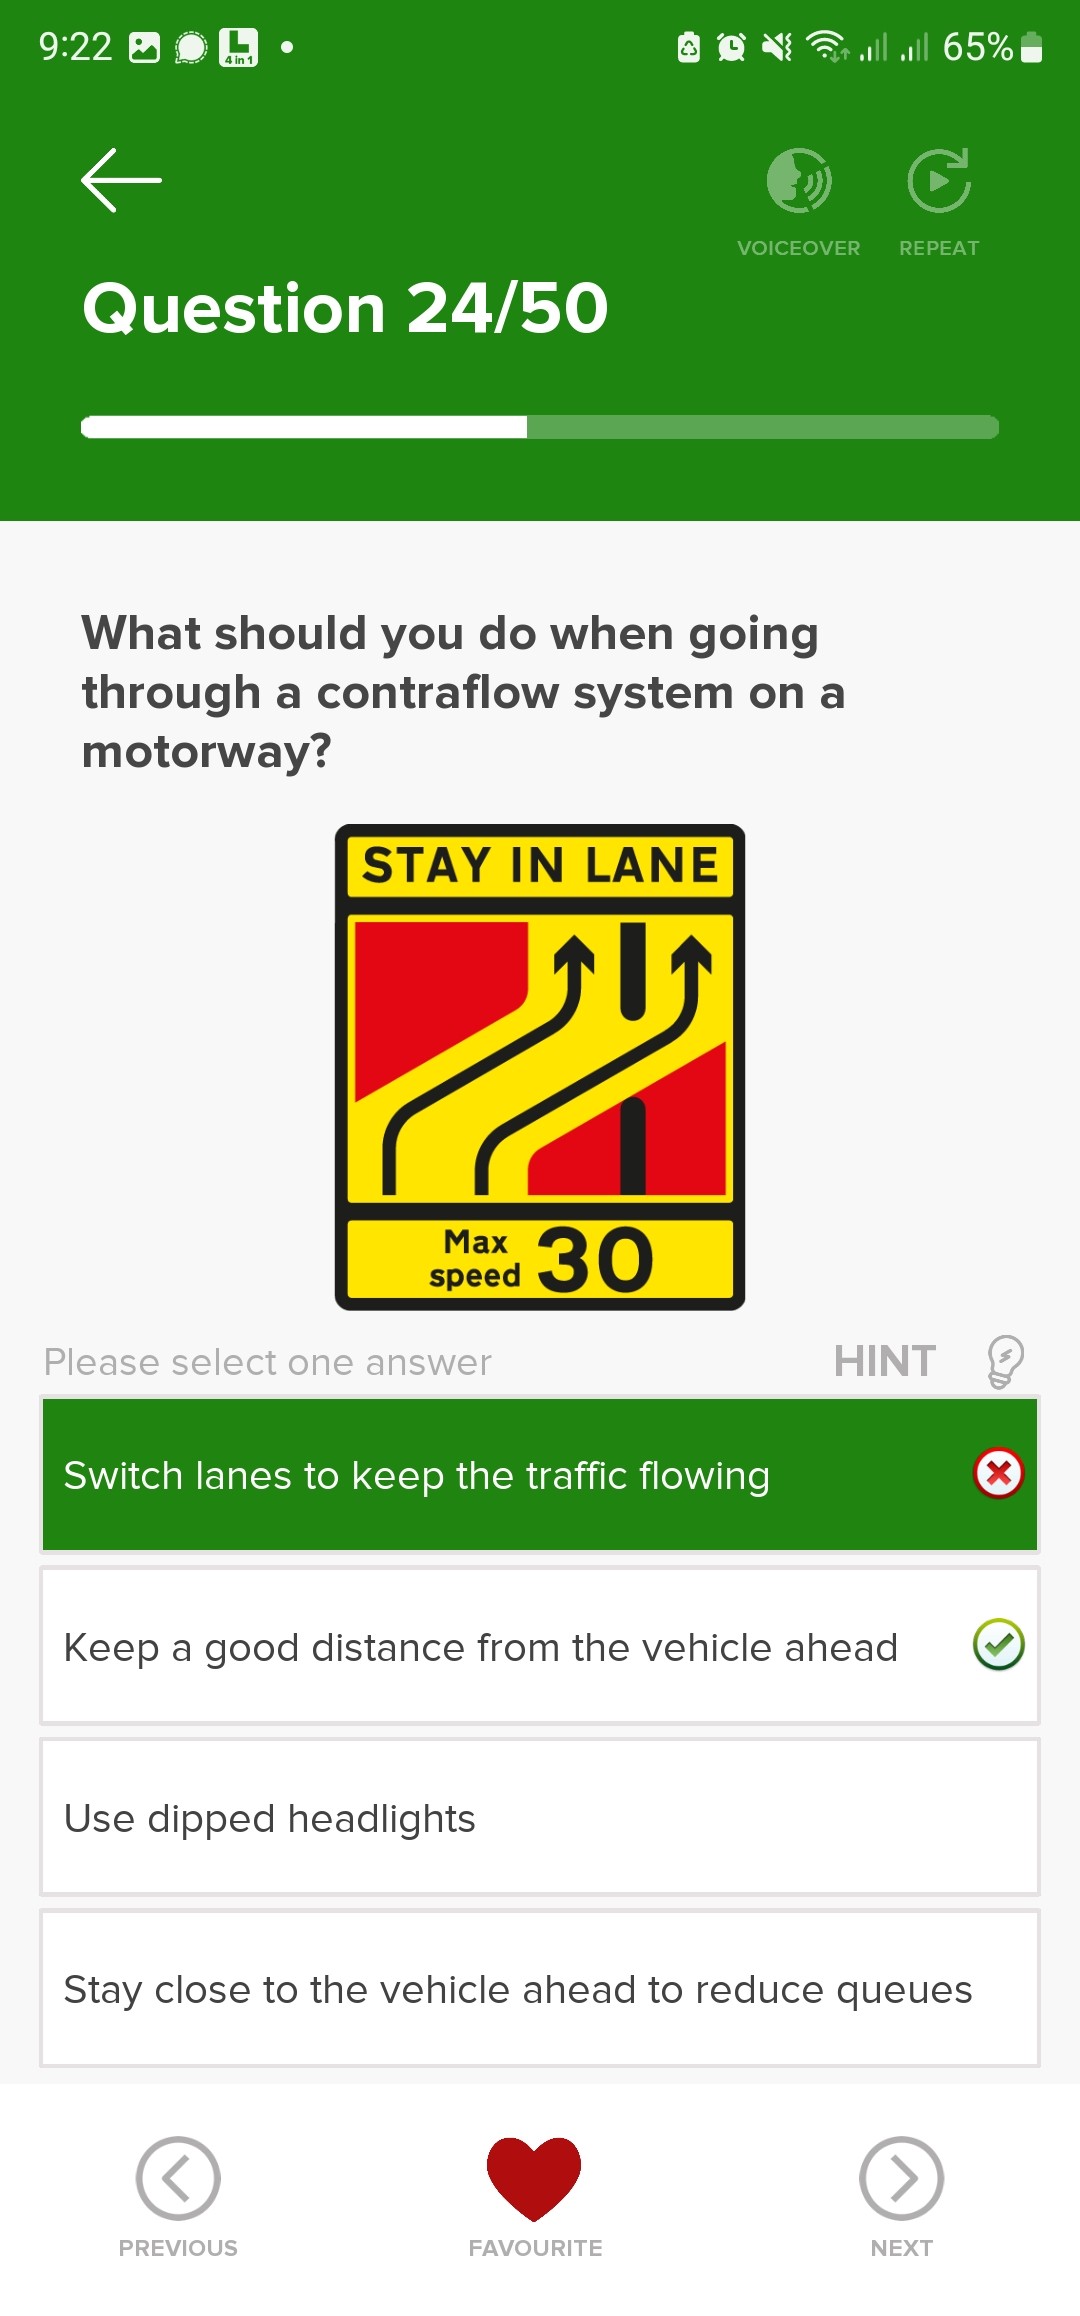 9:22
4 in 1
65%
VOICEOVER
REPEAT
Question 24/50
What should you do when going
through a contraflow system on a
motorway?
STAY IN LANE
Max
speed 30
Please select one answer
HINT
Switch lanes to keep the traffic flowing
Keep a good distance from the vehicle ahead
Use dipped headlights
Stay close to the vehicle ahead to reduce queues
PREVIOUS
FAVOURITE
NEXT